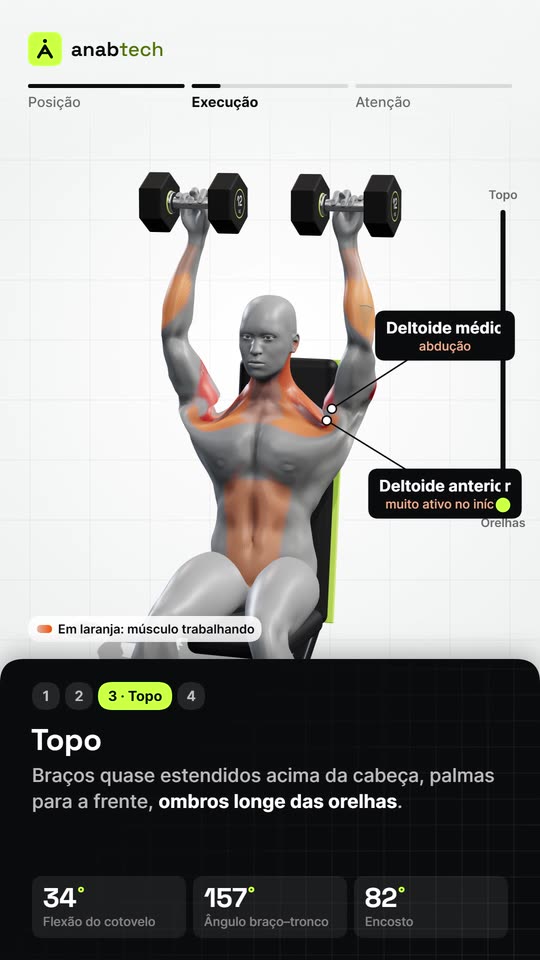 anabtech
Posição
Execução
Atenção
Topo
Deltoide médic
abdução
Deltoide anterior
muito ativo no iníc
Orelhas
Em laranja: músculo trabalhando
1
2
3 · Topo
4
Topo
Braços quase estendidos acima da cabeça, palmas
para a frente, ombros longe das orelhas.
34°
Flexão do cotovelo
157°
Ângulo braço–tronco
82°
Encosto